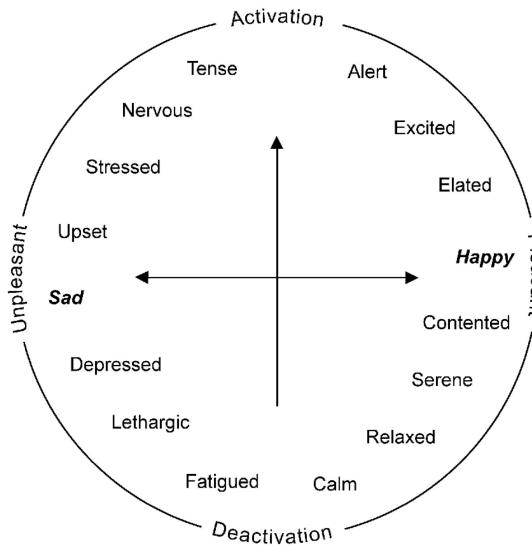 Activation
Tense
Alert
Nervous
Excited
Stressed
Elated
Upset
Happy
Unpleasant
Sad
Contented
Depressed
Serene
Lethargic
Relaxed
Fatigued
Calm
Deactivation